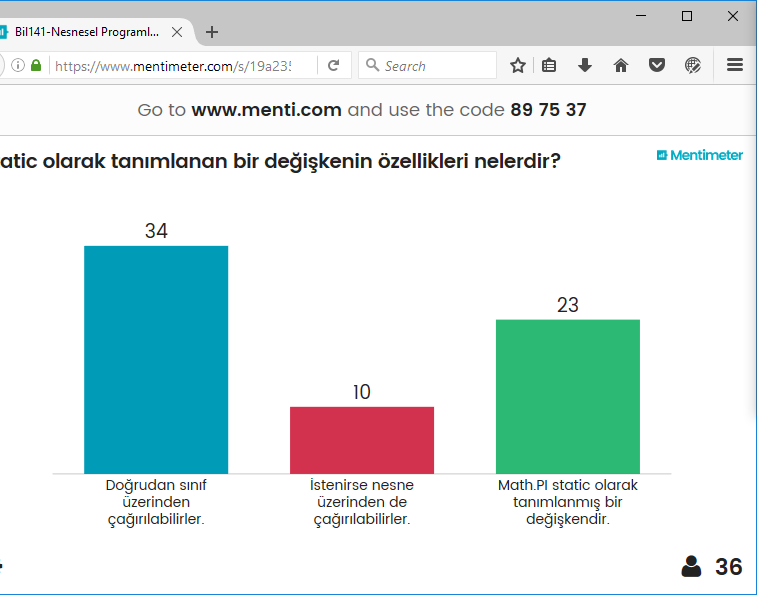 Bil141-Nesnesel Programl...
https://www.mentimeter.com/s/19a235
Search
Go to www.menti.com and use the code 89 75 37
atic olarak tanımlanan bir değişkenin özellikleri nelerdir?
Mentimeter
34
10
23
Doğrudan sınıf
üzerinden
çağırılabilirler.
İstenirse nesne
üzerinden de
çağırılabilirler.
Math.PI static olarak
tanımlanmış bir
değişkendir.
36